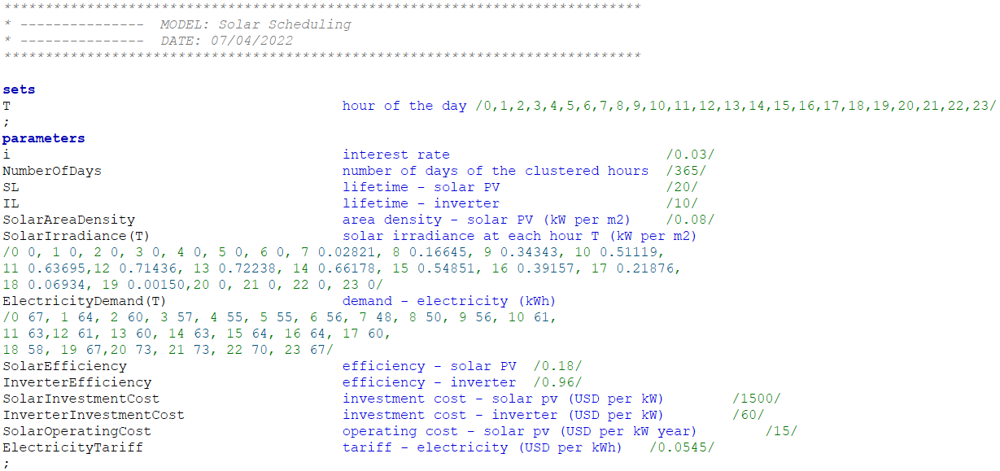 ******************************************************************************
* ---------------  MODEL: Solar Scheduling
* ---------------  DATE: 07/04/2022
******************************************************************************
sets
T hour of the day /0,1,2,3,4,5,6,7,8,9,10,11,12,13,14,15,16,17,18,19,20,21,22,23/
;
parameters
i interest rate /0.03/
NumberOfDays number of days of the clustered hours /365/
SL lifetime - solar PV /20/
IL lifetime - inverter /10/
SolarAreaDensity area density - solar PV (kW per m2) /0.08/
SolarIrradiance(T) solar irradiance at each hour T (kW per m2)
/0 0, 1 0, 2 0, 3 0, 4 0, 5 0, 6 0, 7 0.02821, 8 0.16645, 9 0.34343, 10 0.51119,
11 0.63695,12 0.71436, 13 0.72238, 14 0.66178, 15 0.54851, 16 0.39157, 17 0.21876,
18 0.06934, 19 0.00150,20 0, 21 0, 22 0, 23 0/
ElectricityDemand(T) demand - electricity (kWh)
/0 67, 1 64, 2 60, 3 57, 4 55, 5 55, 6 56, 7 48, 8 50, 9 56, 10 61,
11 63,12 61, 13 60, 14 63, 15 64, 16 64, 17 60,
18 58, 19 67,20 73, 21 73, 22 70, 23 67/
SolarEfficiency efficiency - solar PV /0.18/
InverterEfficiency efficiency - inverter /0.96/
SolarInvestmentCost investment cost - solar pv (USD per kW) /1500/
InverterInvestmentCost investment cost - inverter (USD per kW) /60/
SolarOperatingCost operating cost - solar pv (USD per kW year) /15/
ElectricityTariff tariff - electricity (USD per kWh) /0.0545/
;